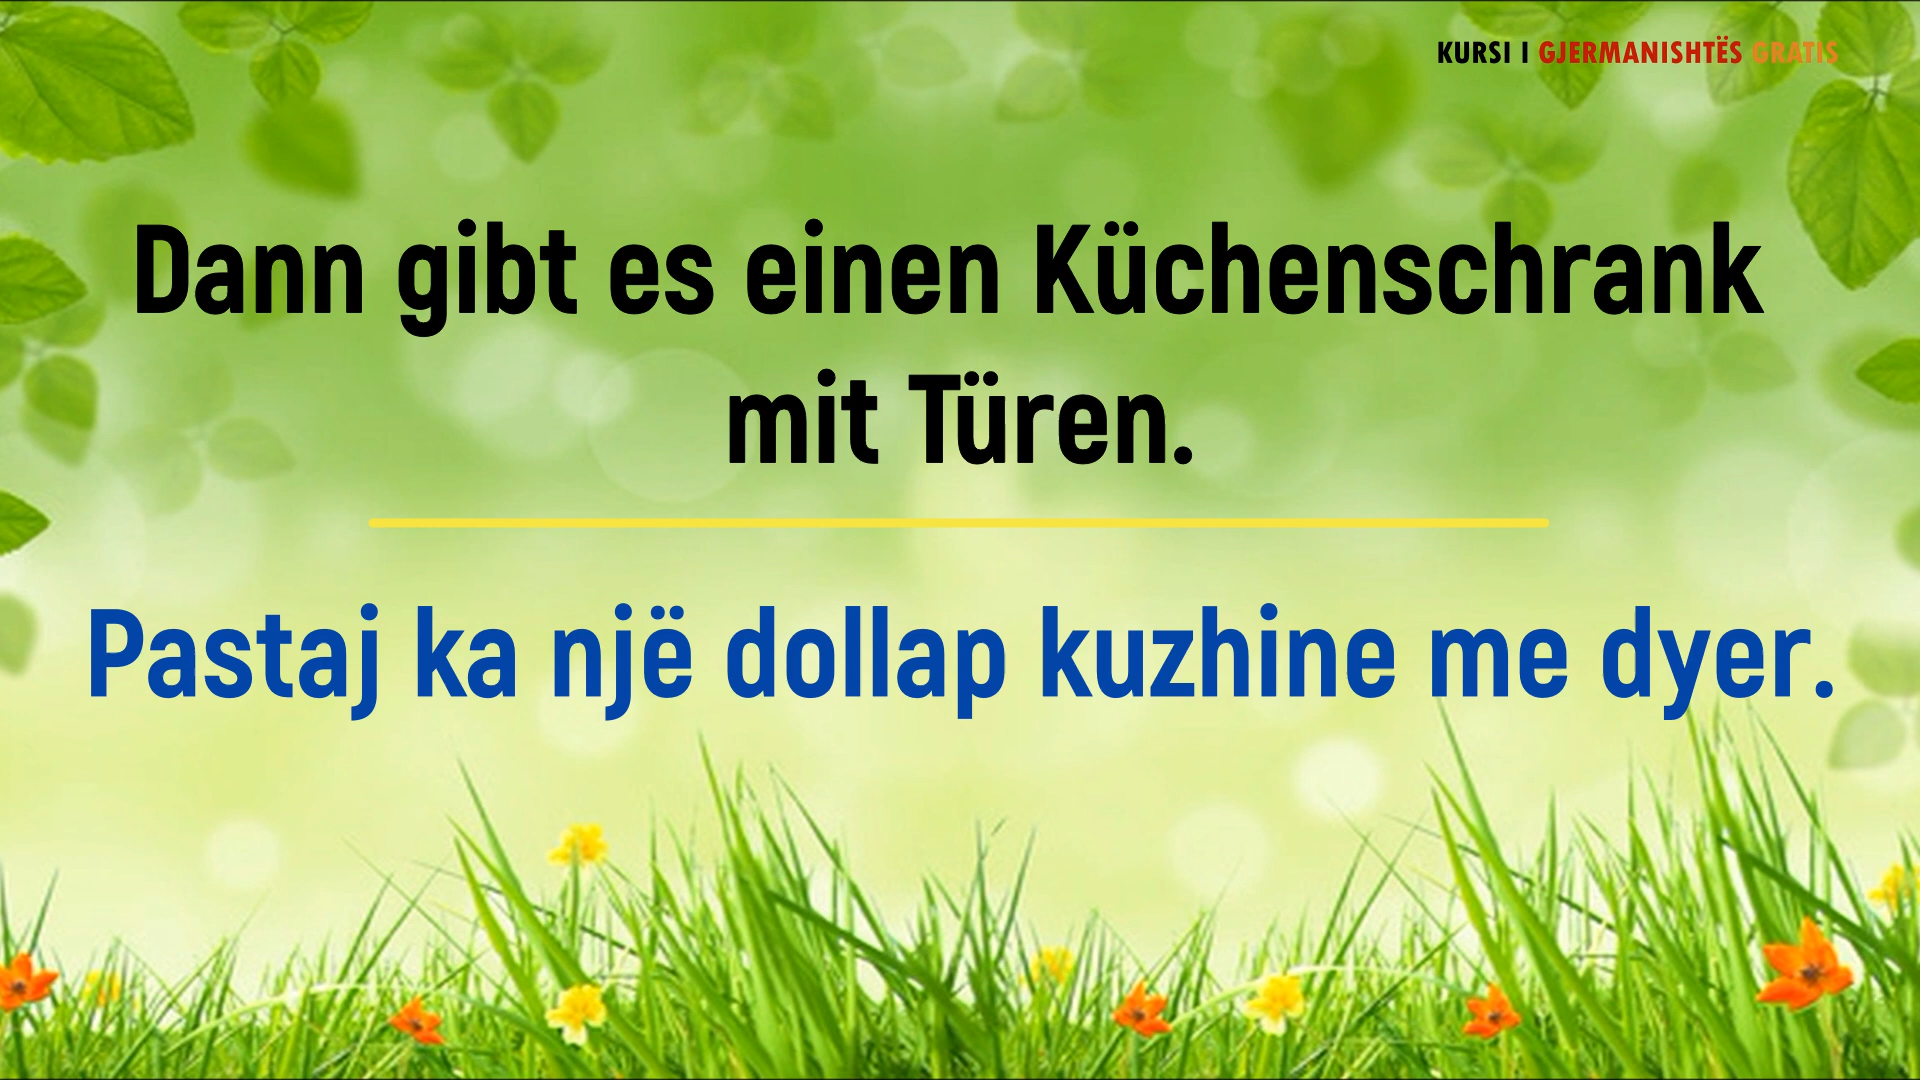 KURSI I GJERMANISHTËS GRATIS
Dann gibt es einen Küchenschrank
mit Türen.
Pastaj ka një dollap kuzhine me dyer.